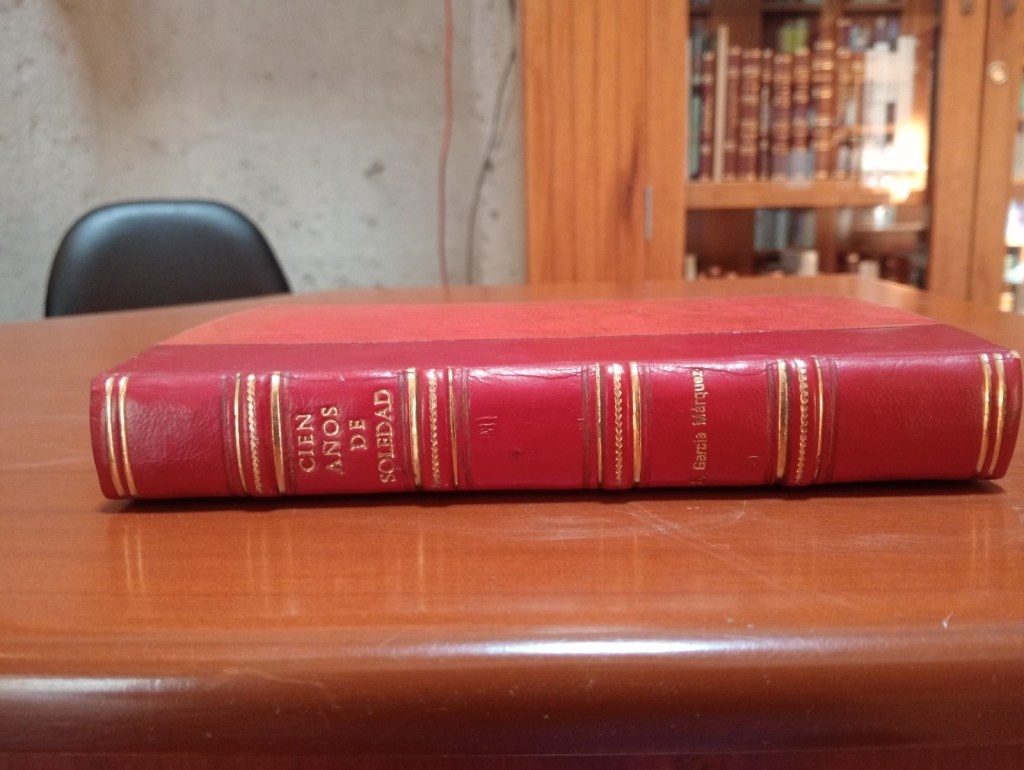 CIEN
AÑOS
DE
SOLEDAD
García Márquez